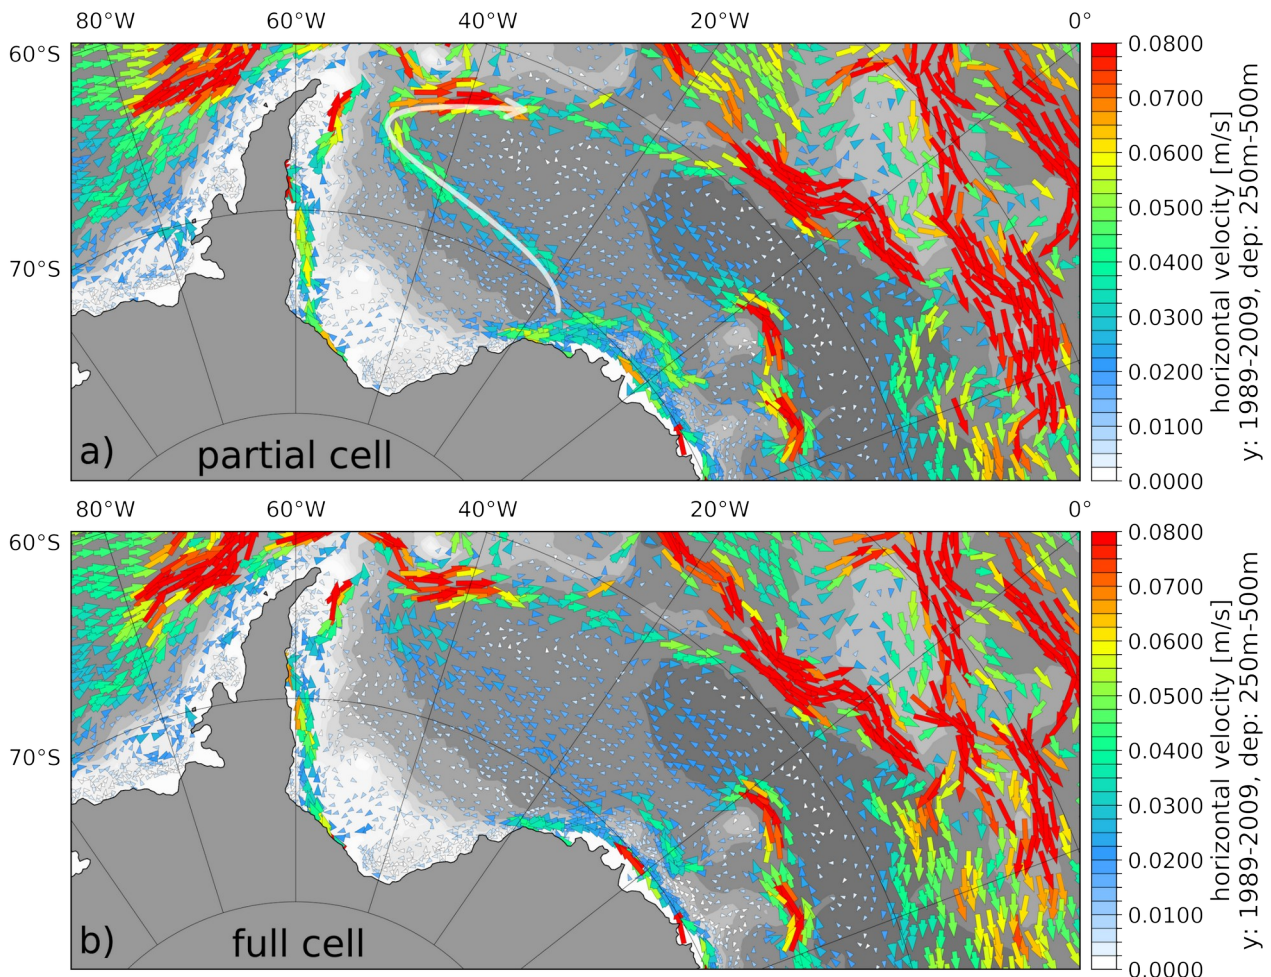 80°W 60°W 40°W 20°W 0°
60°S
70°S
a)
partial cell
0.0800
0.0700
0.0600
0.0500
0.0400
0.0300
0.0200
0.0100
0.0000
horizontal velocity [m/s]
y: 1989-2009, dep: 250m-500m
80°W 60°W 40°W 20°W 0°
60°S
70°S
b)
full cell
0.0800
0.0700
0.0600
0.0500
0.0400
0.0300
0.0200
0.0100
0.0000
horizontal velocity [m/s]
y: 1989-2009, dep: 250m-500m